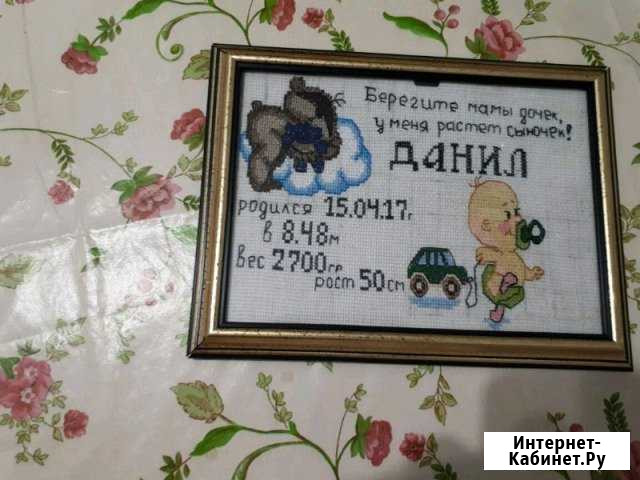 Берегите мамы дочек,
у меня растет сыночек!
ДАНИЛ
родился 15.04.17г
в 8.48м
вес 2700гр
рост 50см
Интернет-
Кабинет.Ру